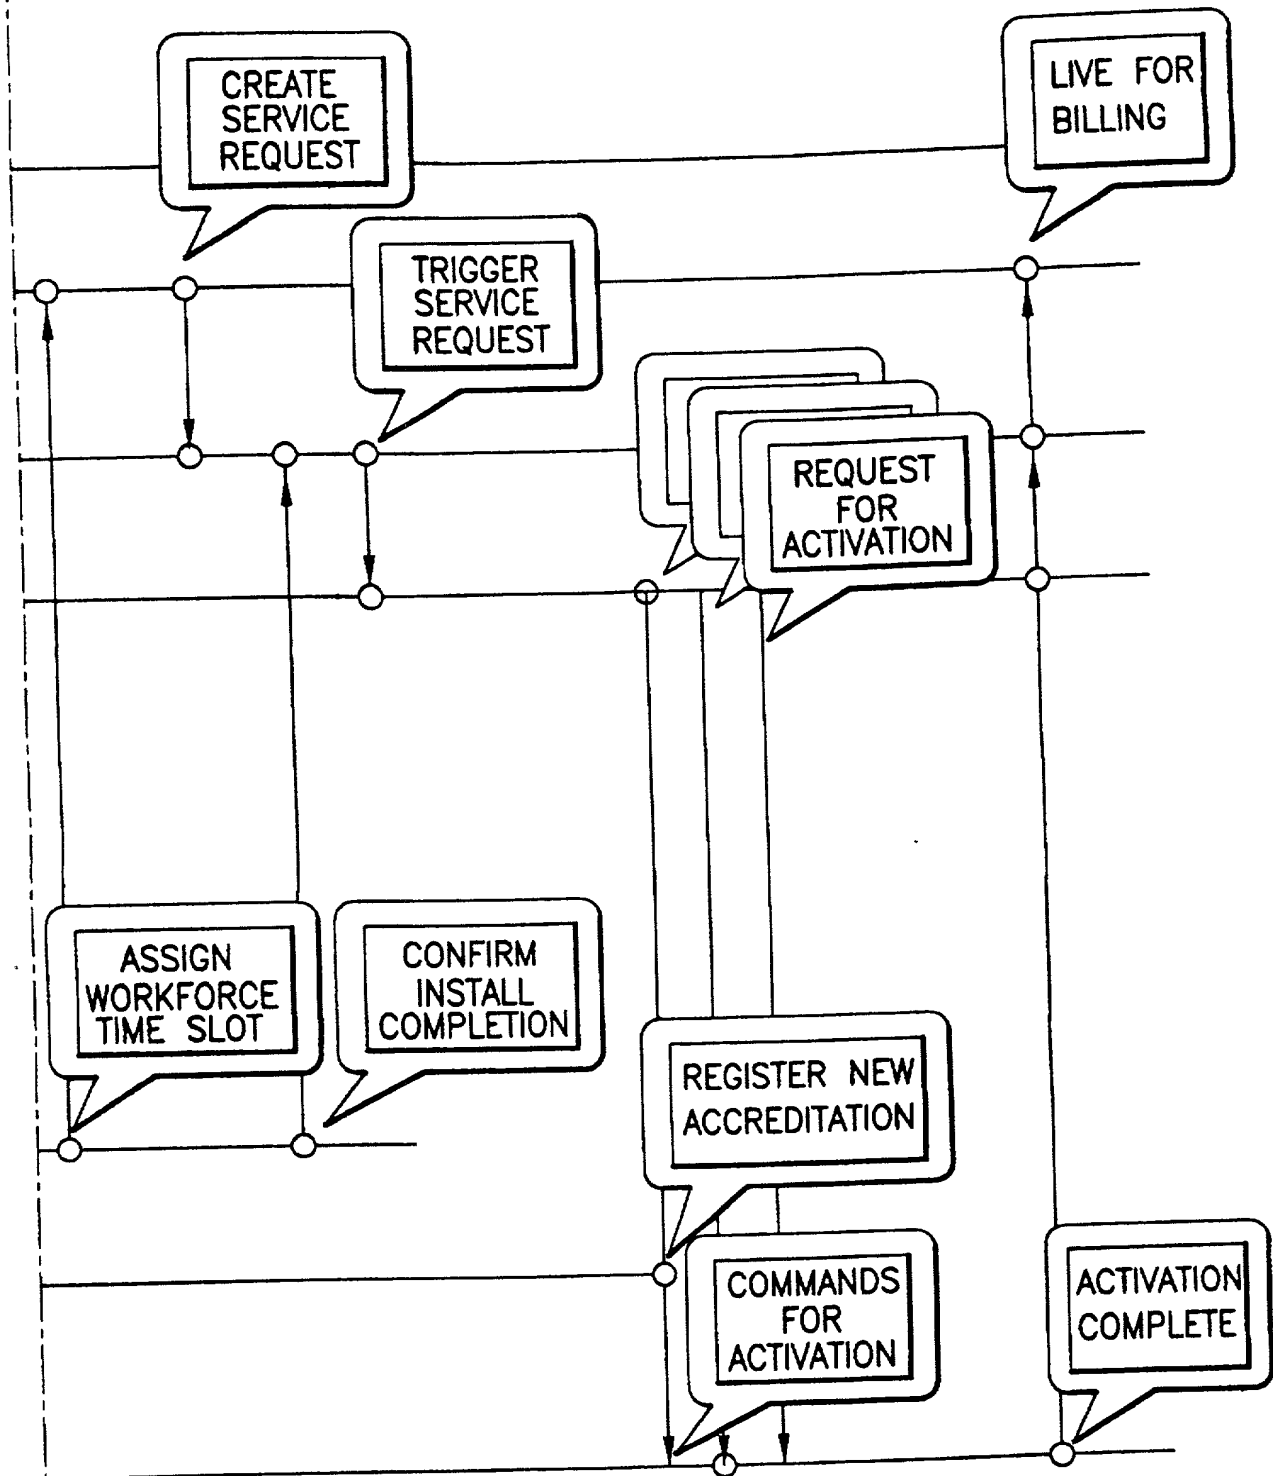 CREATE
SERVICE
REQUEST
LIVE FOR
BILLING
TRIGGER
SERVICE
REQUEST
REQUEST
FOR
ACTIVATION
ASSIGN
WORKFORCE
TIME SLOT
CONFIRM
INSTALL
COMPLETION
REGISTER NEW
ACCREDITATION
COMMANDS
FOR
ACTIVATION
ACTIVATION
COMPLETE